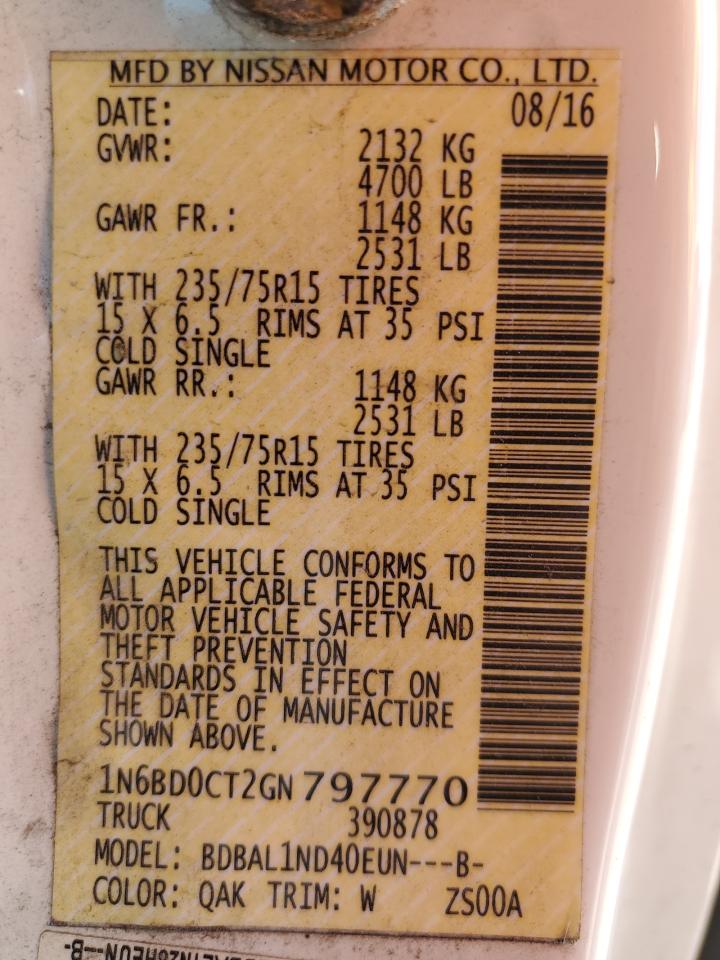 MFD BY NISSAN MOTOR CO., LTD.
DATE: 08/16
GVWR: 2132 KG
4700 LB
GAWR FR.: 1148 KG
2531 LB
WITH 235/75R15 TIRES
15 X 6.5 RIMS AT 35 PSI
COLD SINGLE
GAWR RR.: 1148 KG
2531 LB
WITH 235/75R15 TIRES
15 X 6.5 RIMS AT 35 PSI
COLD SINGLE
THIS VEHICLE CONFORMS TO
ALL APPLICABLE FEDERAL
MOTOR VEHICLE SAFETY AND
THEFT PREVENTION
STANDARDS IN EFFECT ON
THE DATE OF MANUFACTURE
SHOWN ABOVE.
1N6BD0CT2GN797770
TRUCK 390878
MODEL: BDBAL1ND40EUN---B-
COLOR: QAK TRIM: W ZS00A